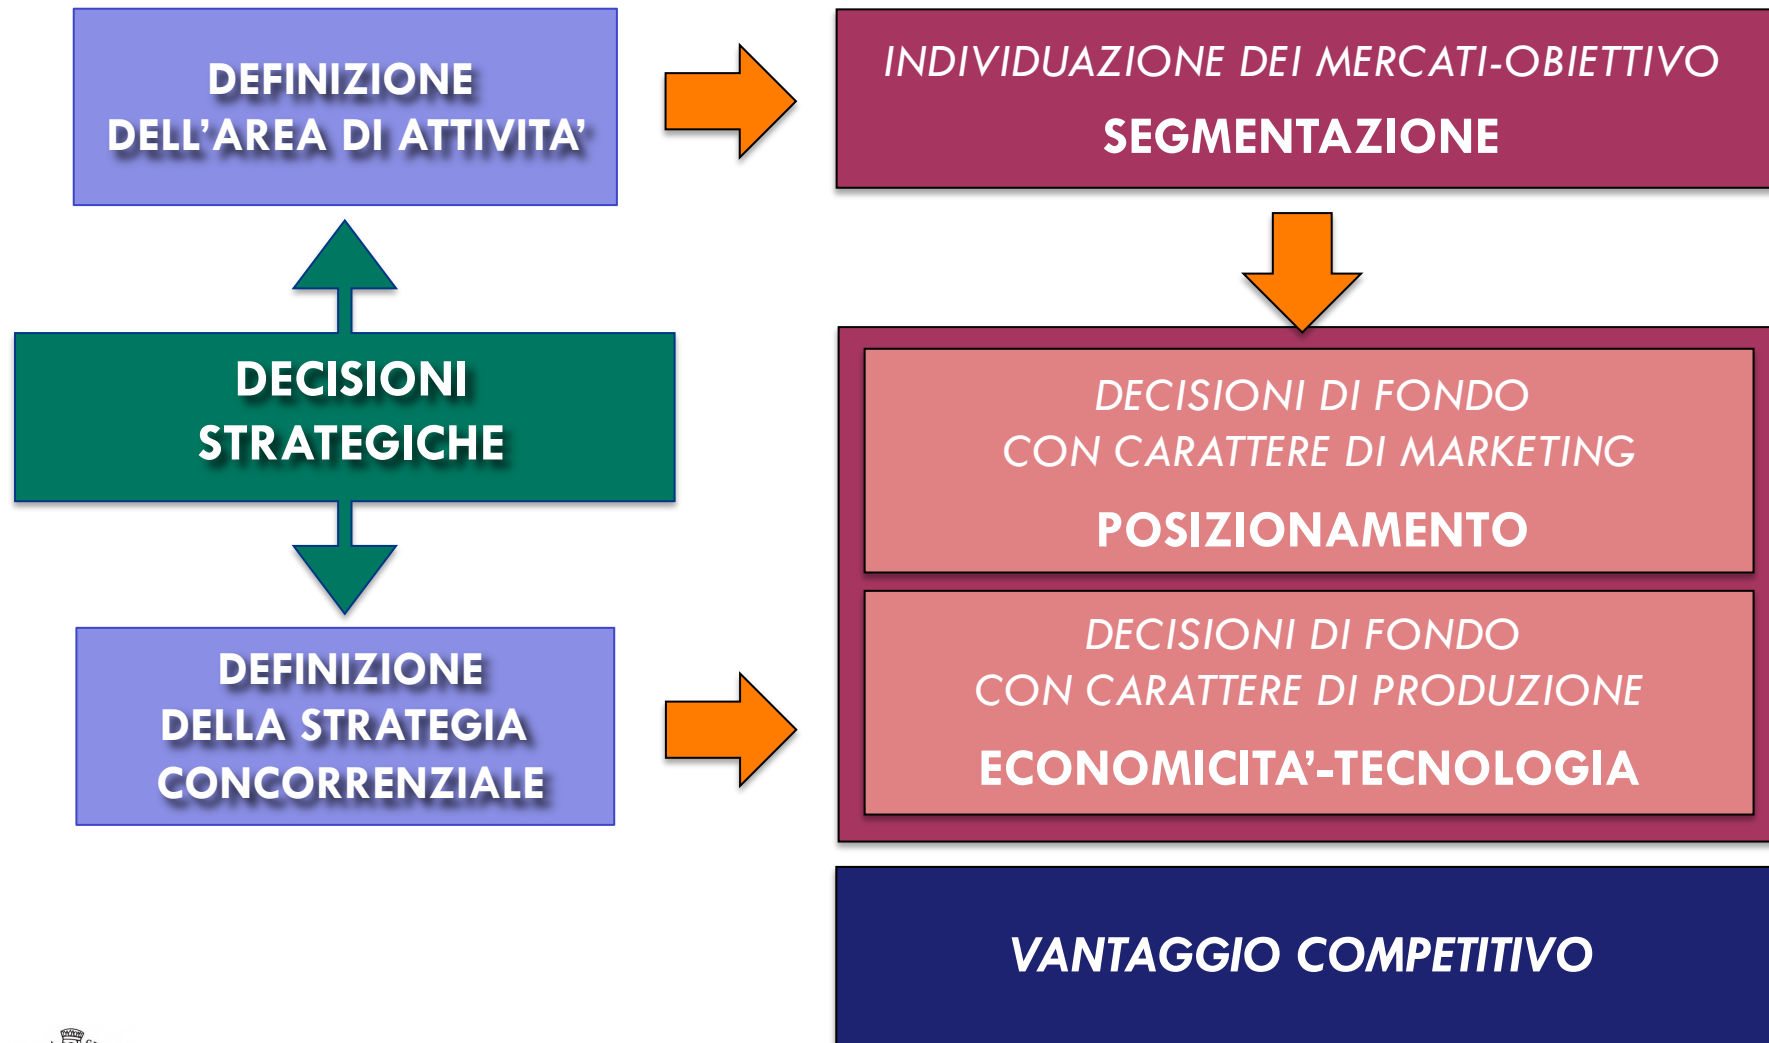 DEFINIZIONE
DELL’AREA DI ATTIVITA’
INDIVIDUAZIONE DEI MERCATI-OBIETTIVO
SEGMENTAZIONE
DECISIONI
STRATEGICHE
DECISIONI DI FONDO
CON CARATTERE DI MARKETING
POSIZIONAMENTO
DEFINIZIONE
DELLA STRATEGIA
CONCORRENZIALE
DECISIONI DI FONDO
CON CARATTERE DI PRODUZIONE
ECONOMICITA’-TECNOLOGIA
VANTAGGIO COMPETITIVO